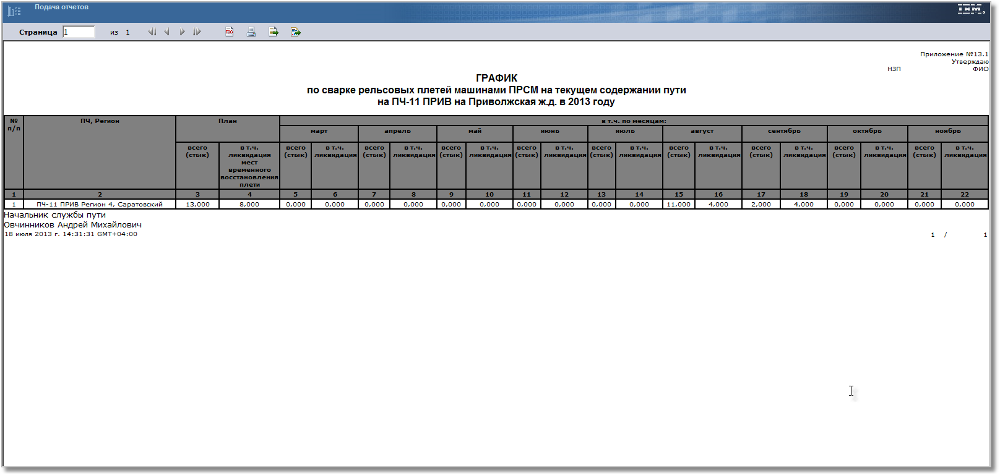 Подача отчетов
IBM.
Страница 1 из 1
TOC
Приложение №13.1
Утверждаю
НЗП ФИО
ГРАФИК
по сварке рельсовых плетей машинами ПРСМ на текущем содержании пути
на ПЧ-11 ПРИВ на Приволжская ж.д. в 2013 году
№ п/п ПЧ, Регион План в т.ч. по месяцам:
март апрель май июнь июль август сентябрь октябрь ноябрь
всего (стык) в т.ч. ликвидация мест временного восстановления плети всего (стык) в т.ч. ликвидация всего (стык) в т.ч. ликвидация всего (стык) в т.ч. ликвидация всего (стык) в т.ч. ликвидация всего (стык) в т.ч. ликвидация всего (стык) в т.ч. ликвидация всего (стык) в т.ч. ликвидация всего (стык) в т.ч. ликвидация всего (стык) в т.ч. ликвидация
1 2 3 4 5 6 7 8 9 10 11 12 13 14 15 16 17 18 19 20 21 22
1 ПЧ-11 ПРИВ Регион 4, Саратовский 13,000 8,000 0,000 0,000 0,000 0,000 0,000 0,000 0,000 0,000 0,000 0,000 11,000 4,000 2,000 4,000 0,000 0,000 0,000 0,000
Начальник службы пути
Овчинников Андрей Михайлович
18 июля 2013 г. 14:31:31 GMT+04:00 1 / 1